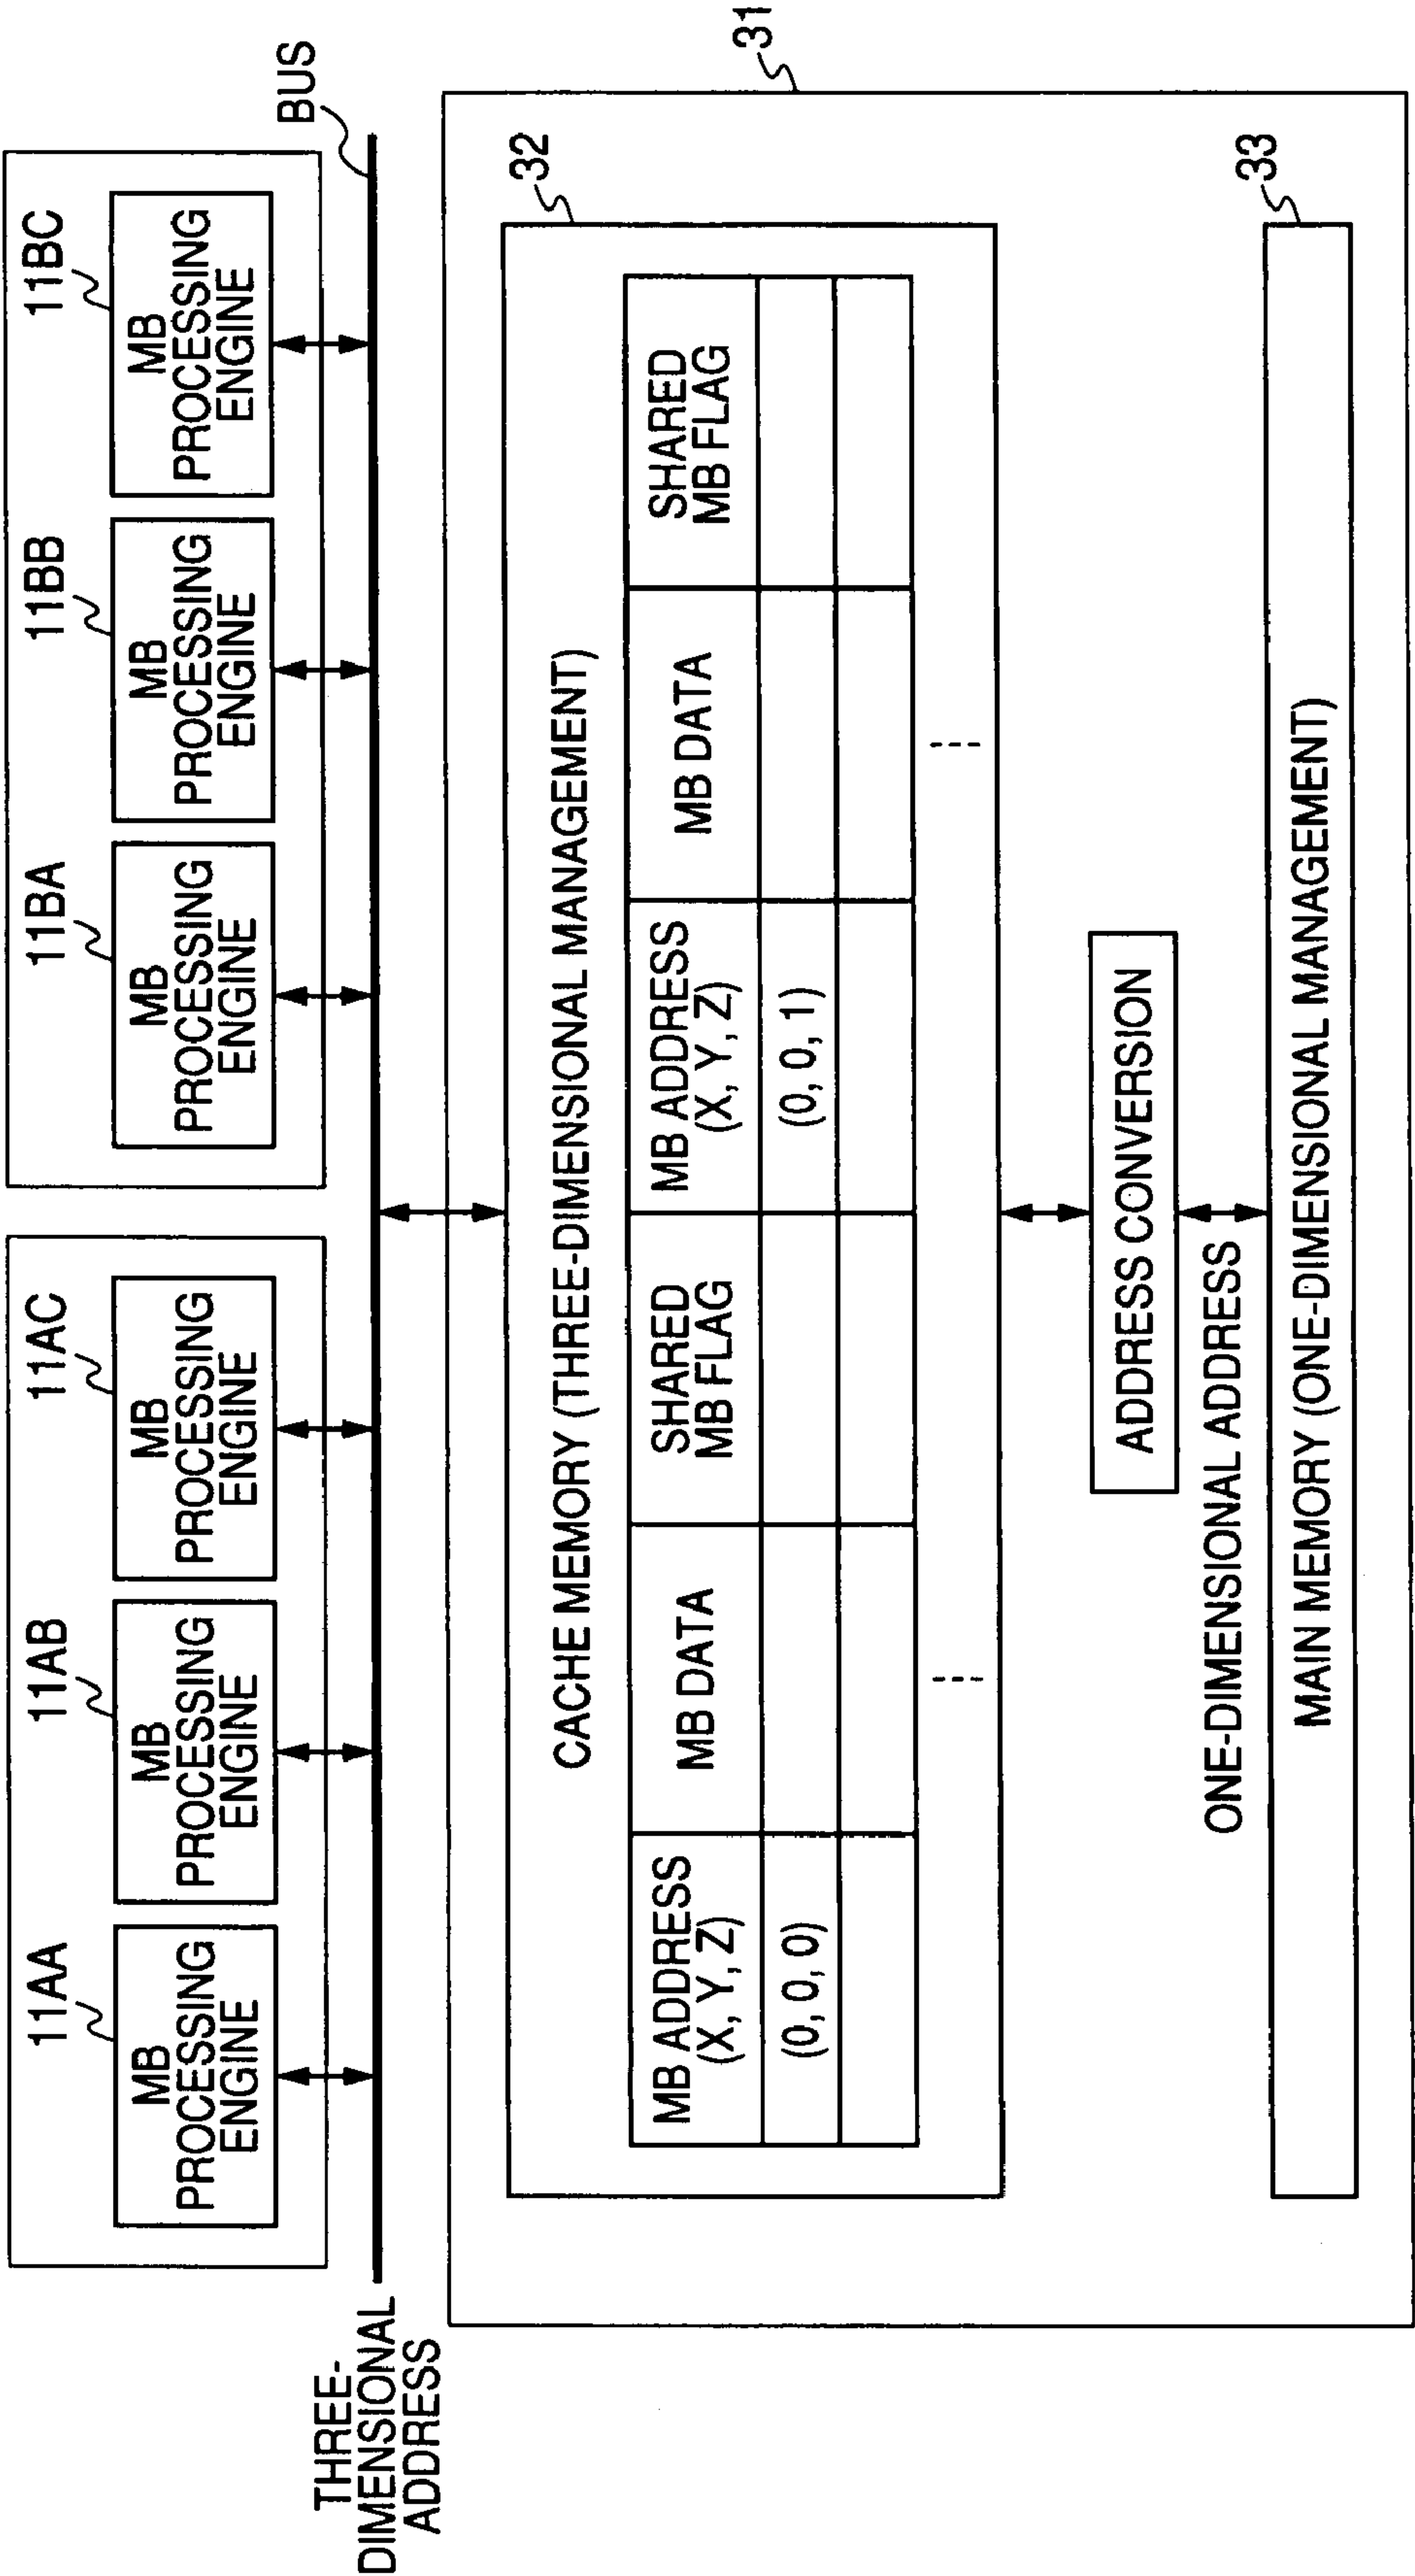 11AA
11AB
11AC
11BA
11BB
11BC
MB
PROCESSING
ENGINE
MB
PROCESSING
ENGINE
MB
PROCESSING
ENGINE
MB
PROCESSING
ENGINE
MB
PROCESSING
ENGINE
MB
PROCESSING
ENGINE
BUS
THREE-
DIMENSIONAL
ADDRESS
31
32
CACHE MEMORY (THREE-DIMENSIONAL MANAGEMENT)
MB ADDRESS
(X, Y, Z)
MB DATA
SHARED
MB FLAG
MB ADDRESS
(X, Y, Z)
MB DATA
SHARED
MB FLAG
(0, 0, 0)
(0, 0, 1)
ADDRESS CONVERSION
ONE-DIMENSIONAL ADDRESS
33
MAIN MEMORY (ONE-DIMENSIONAL MANAGEMENT)